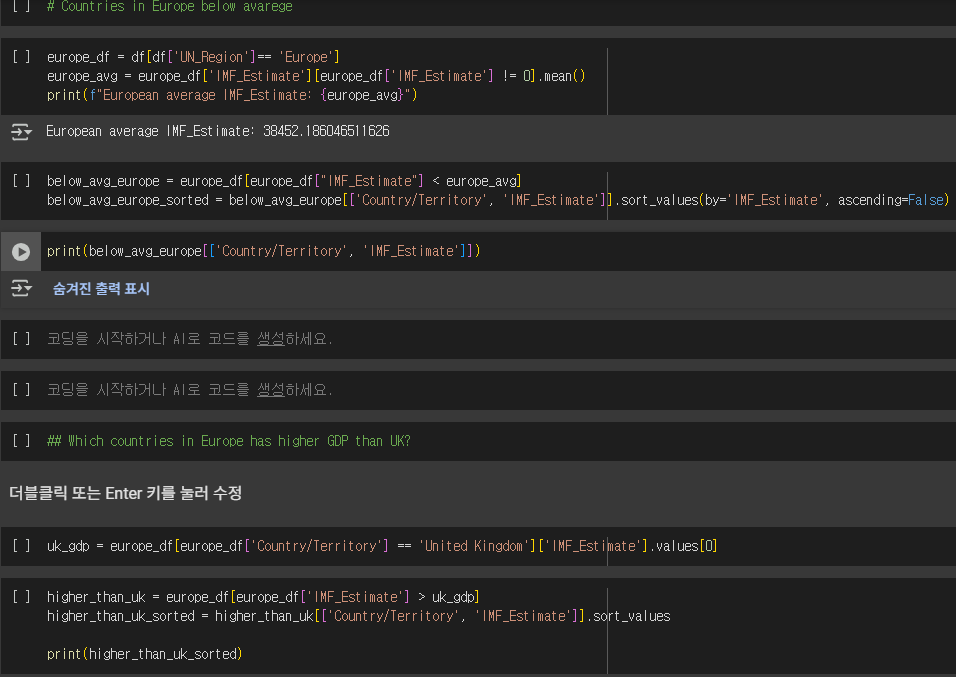 [ ] # Countries in Europe below avarege
[ ] europe_df = df[df['UN_Region']== 'Europe']
europe_avg = europe_df['IMF_Estimate'][europe_df['IMF_Estimate'] != 0].mean()
print(f"European average IMF_Estimate: {europe_avg}")
European average IMF_Estimate: 38452.186046511626
[ ] below_avg_europe = europe_df[europe_df["IMF_Estimate"] < europe_avg]
below_avg_europe_sorted = below_avg_europe[['Country/Territory', 'IMF_Estimate']].sort_values(by='IMF_Estimate', ascending=False)
print(below_avg_europe[['Country/Territory', 'IMF_Estimate']])
숨겨진 출력 표시
[ ] 코딩을 시작하거나 AI로 코드를 생성하세요.
[ ] 코딩을 시작하거나 AI로 코드를 생성하세요.
[ ] ## Which countries in Europe has higher GDP than UK?
더블클릭 또는 Enter 키를 눌러 수정
[ ] uk_gdp = europe_df[europe_df['Country/Territory'] == 'United Kingdom']['IMF_Estimate'].values[0]
[ ] higher_than_uk = europe_df[europe_df['IMF_Estimate'] > uk_gdp]
higher_than_uk_sorted = higher_than_uk[['Country/Territory', 'IMF_Estimate']].sort_values
print(higher_than_uk_sorted)